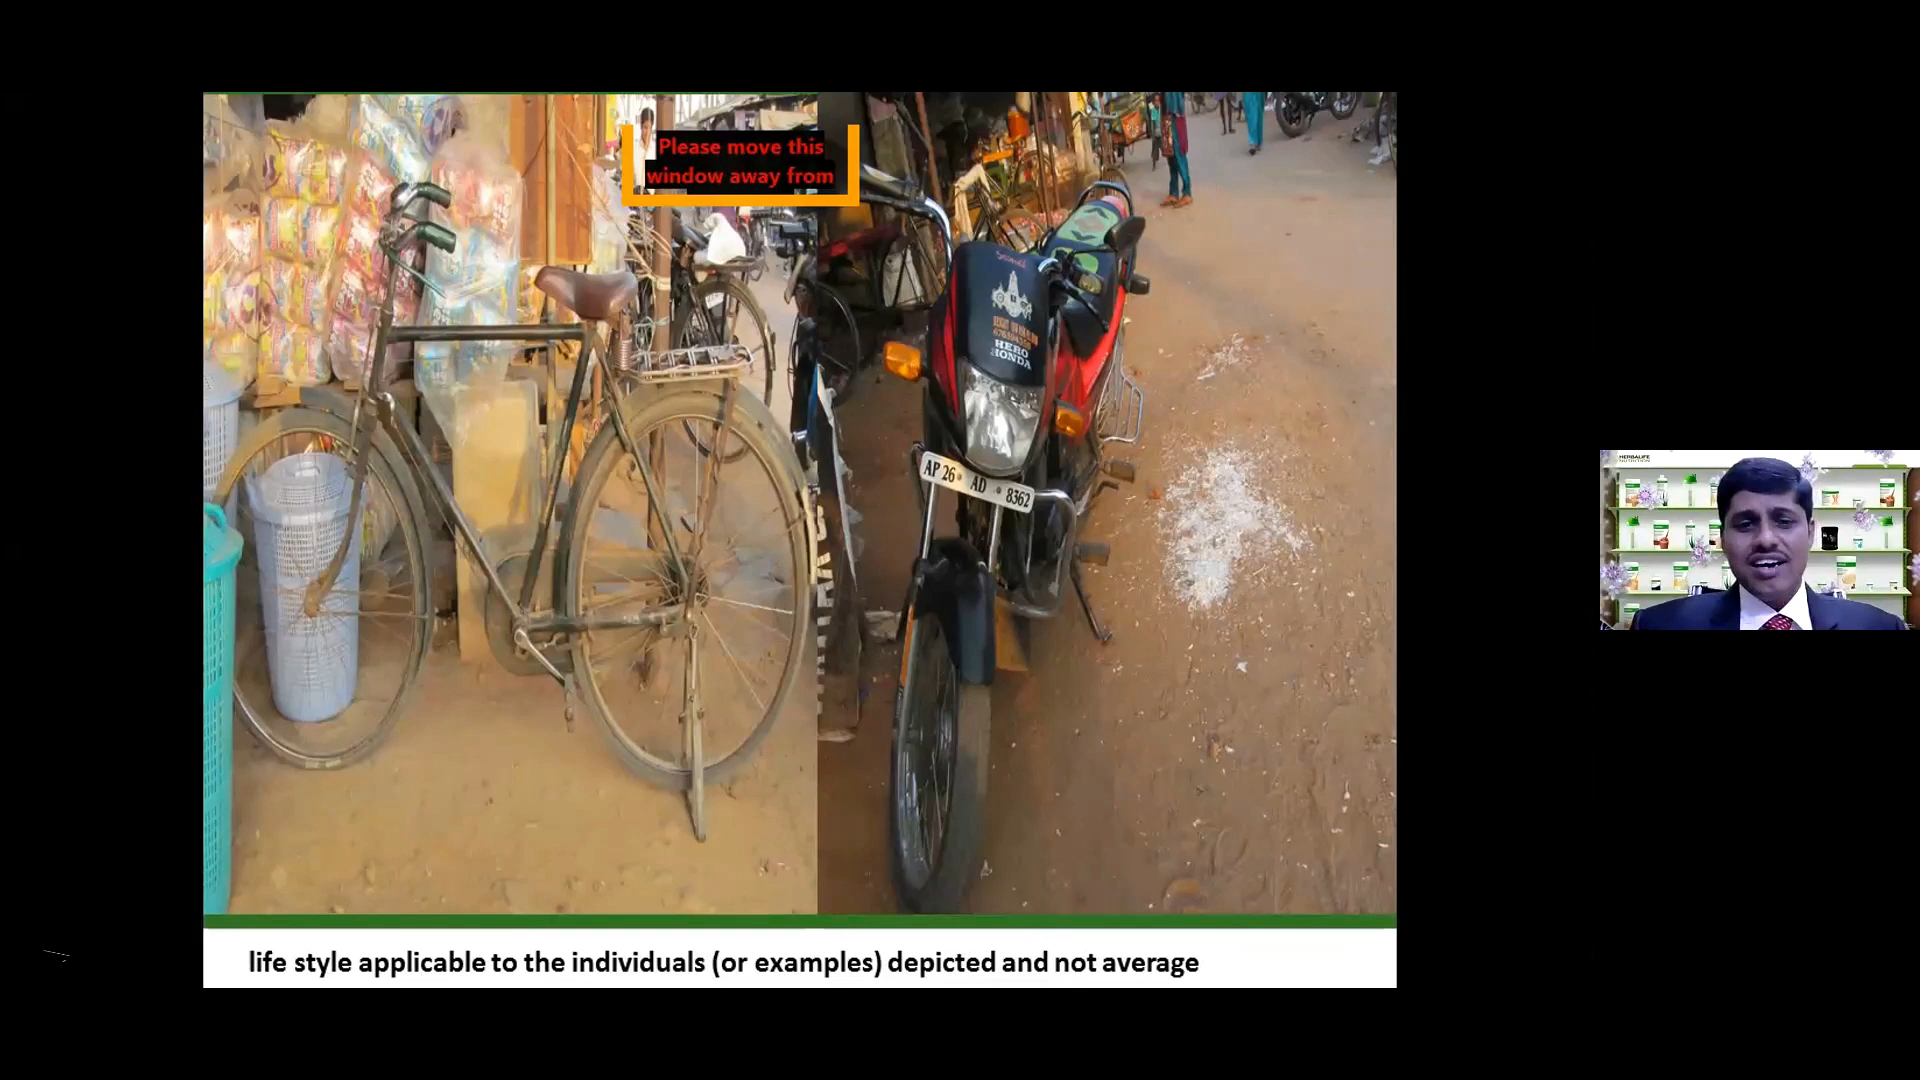 Please move this
window away from
HERO
HONDA
AP 26 AD 8362
HERBALIFE
NUTRITION
life style applicable to the individuals (or examples) depicted and not average